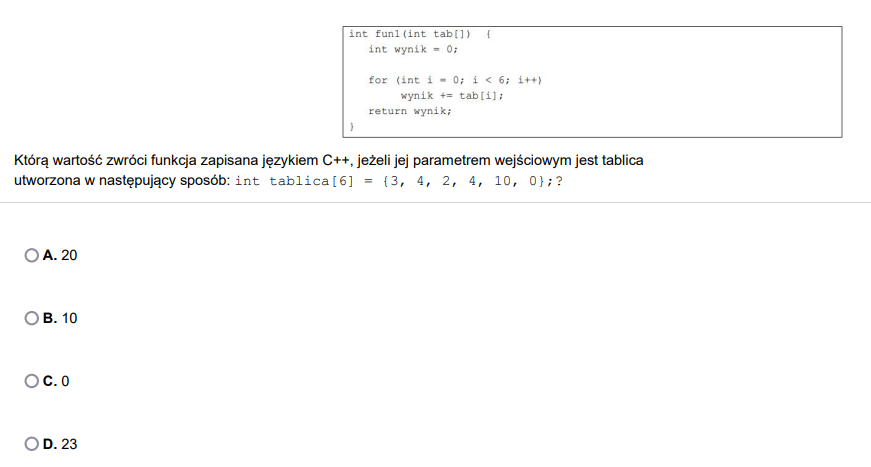 int fun1(int tab[]) {
int wynik = 0;
for (int i = 0; i < 6; i++)
wynik += tab[i];
return wynik;
}
Którą wartość zwróci funkcja zapisana językiem C++, jeżeli jej parametrem wejściowym jest tablica
utworzona w następujący sposób: int tablica[6] = {3, 4, 2, 4, 10, 0};?
A. 20
B. 10
C. 0
D. 23